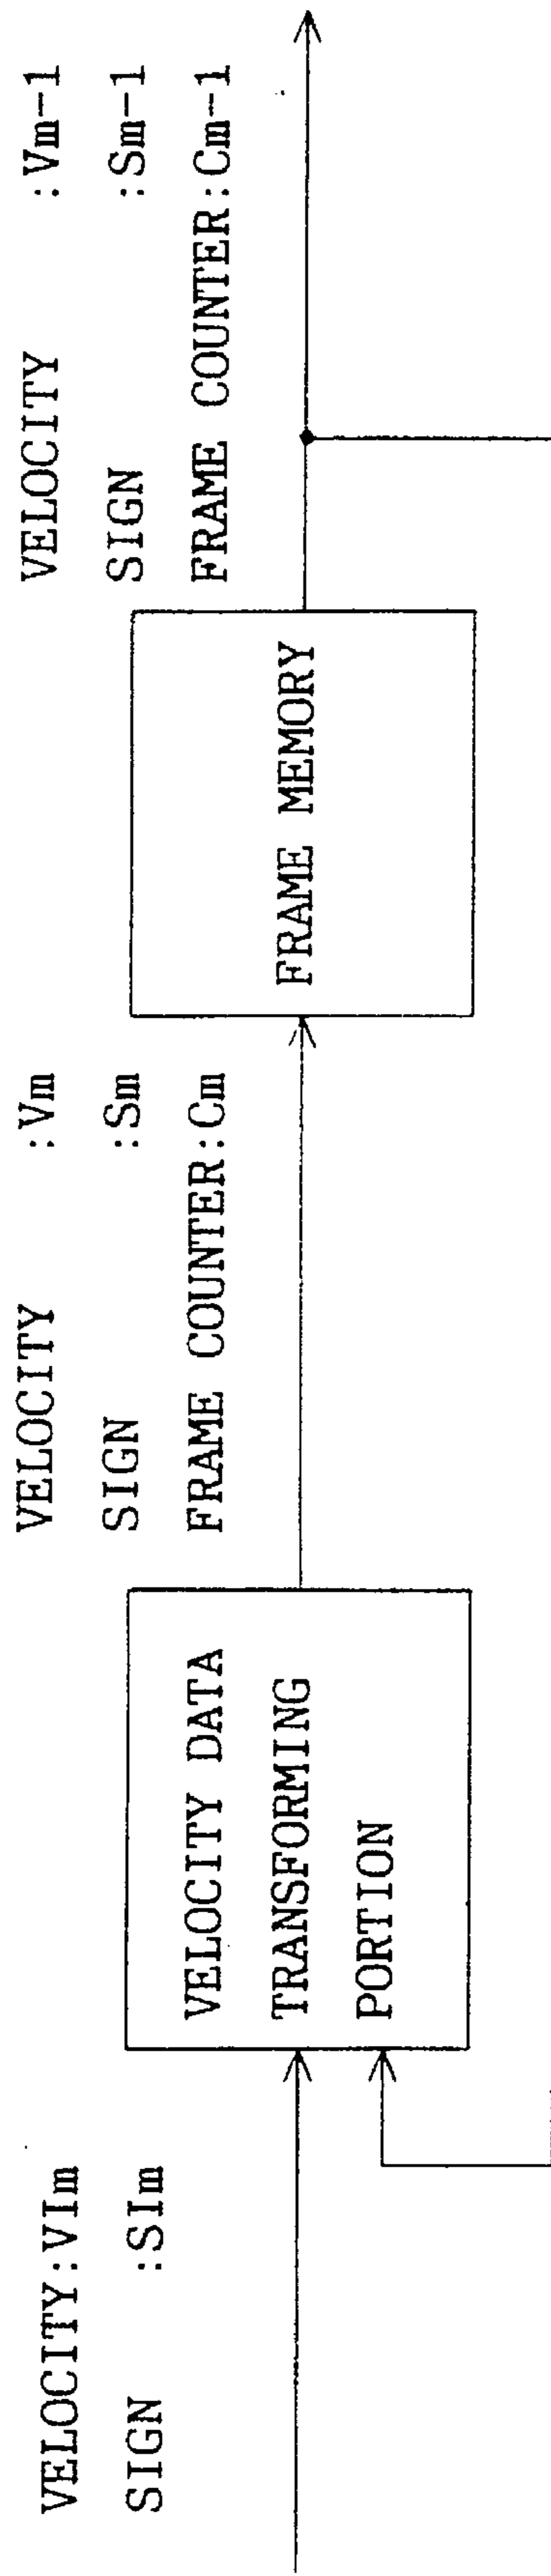 VELOCITY:VIm
SIGN :SIm
VELOCITY DATA
TRANSFORMING
PORTION
VELOCITY :Vm
SIGN :Sm
FRAME COUNTER:Cm
FRAME MEMORY
VELOCITY :Vm-1
SIGN :Sm-1
FRAME COUNTER:Cm-1